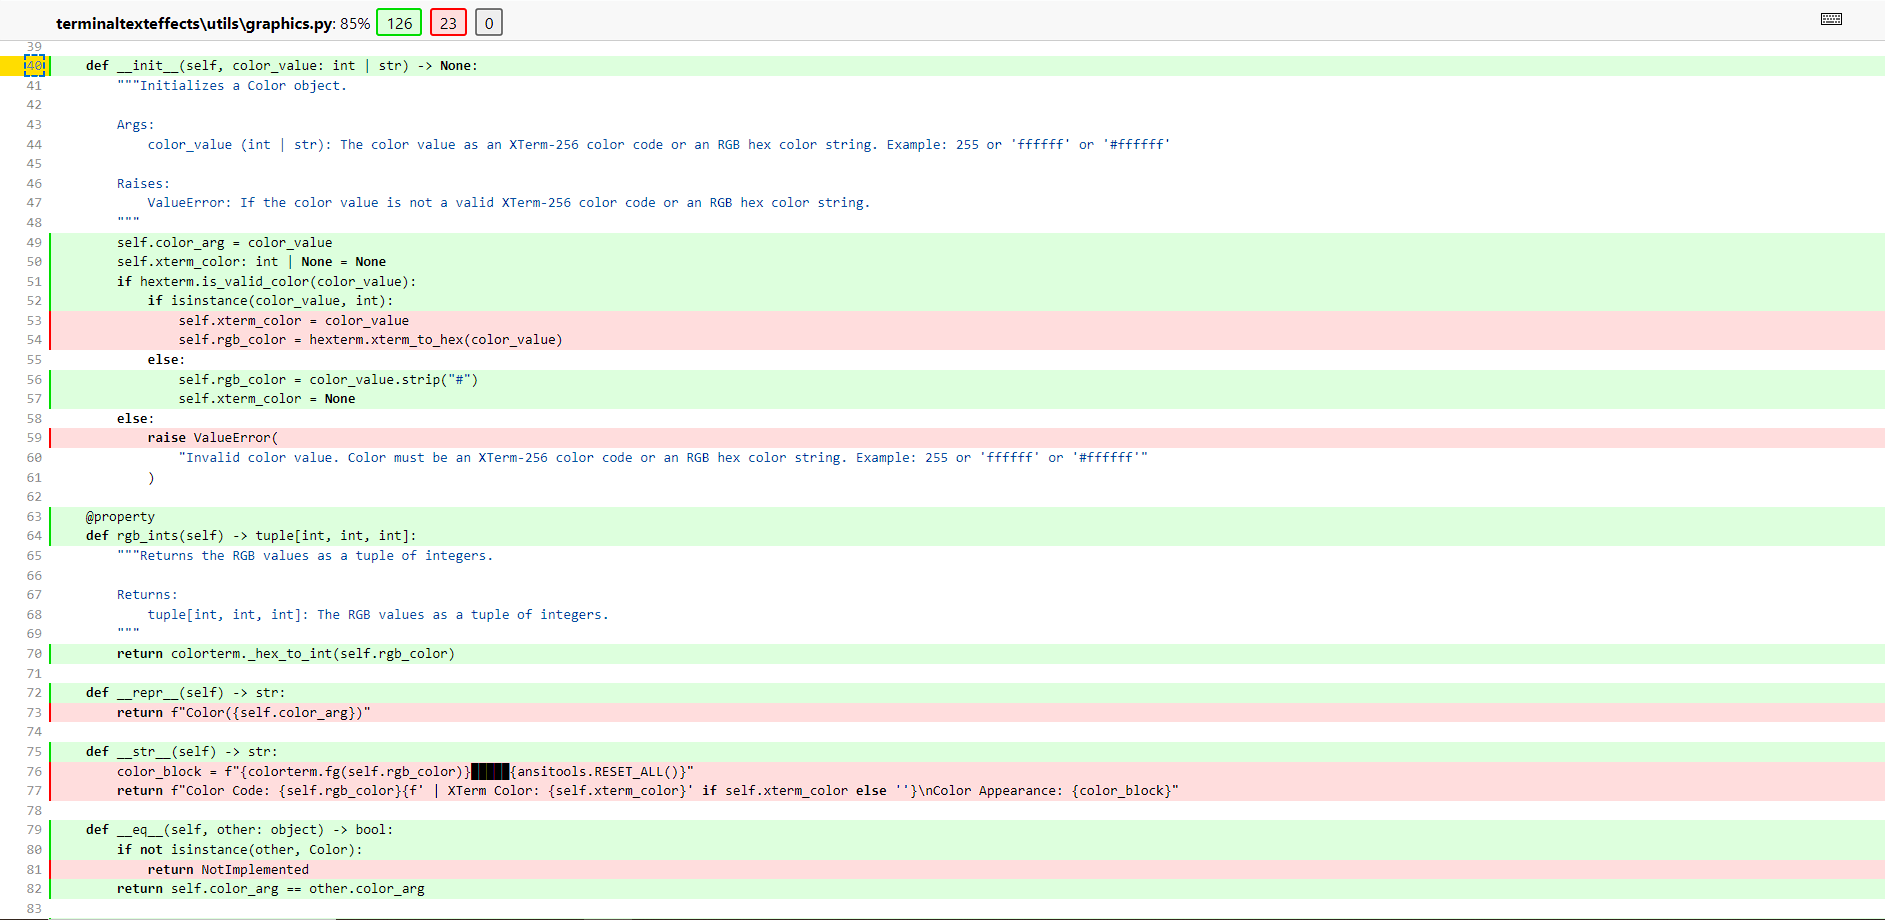 terminaltexteffects\utils\graphics.py: 85% 126 23 0
39
40     def __init__(self, color_value: int | str) -> None:
41         """Initializes a Color object.
42
43         Args:
44             color_value (int | str): The color value as an XTerm-256 color code or an RGB hex color string. Example: 255 or 'ffffff' or '#ffffff'
45
46         Raises:
47             ValueError: If the color value is not a valid XTerm-256 color code or an RGB hex color string.
48         """
49         self.color_arg = color_value
50         self.xterm_color: int | None = None
51         if hexterm.is_valid_color(color_value):
52             if isinstance(color_value, int):
53                 self.xterm_color = color_value
54                 self.rgb_color = hexterm.xterm_to_hex(color_value)
55             else:
56                 self.rgb_color = color_value.strip("#")
57                 self.xterm_color = None
58         else:
59             raise ValueError(
60                 "Invalid color value. Color must be an XTerm-256 color code or an RGB hex color string. Example: 255 or 'ffffff' or '#ffffff'"
61             )
62
63     @property
64     def rgb_ints(self) -> tuple[int, int, int]:
65         """Returns the RGB values as a tuple of integers.
66
67         Returns:
68             tuple[int, int, int]: The RGB values as a tuple of integers.
69         """
70         return colorterm._hex_to_int(self.rgb_color)
71
72     def __repr__(self) -> str:
73         return f"Color({self.color_arg})"
74
75     def __str__(self) -> str:
76         color_block = f"{colorterm.fg(self.rgb_color)}█████{ansitools.RESET_ALL()}"
77         return f"Color Code: {self.rgb_color}{f' | XTerm Color: {self.xterm_color}' if self.xterm_color else ''}\nColor Appearance: {color_block}"
78
79     def __eq__(self, other: object) -> bool:
80         if not isinstance(other, Color):
81             return NotImplemented
82         return self.color_arg == other.color_arg
83